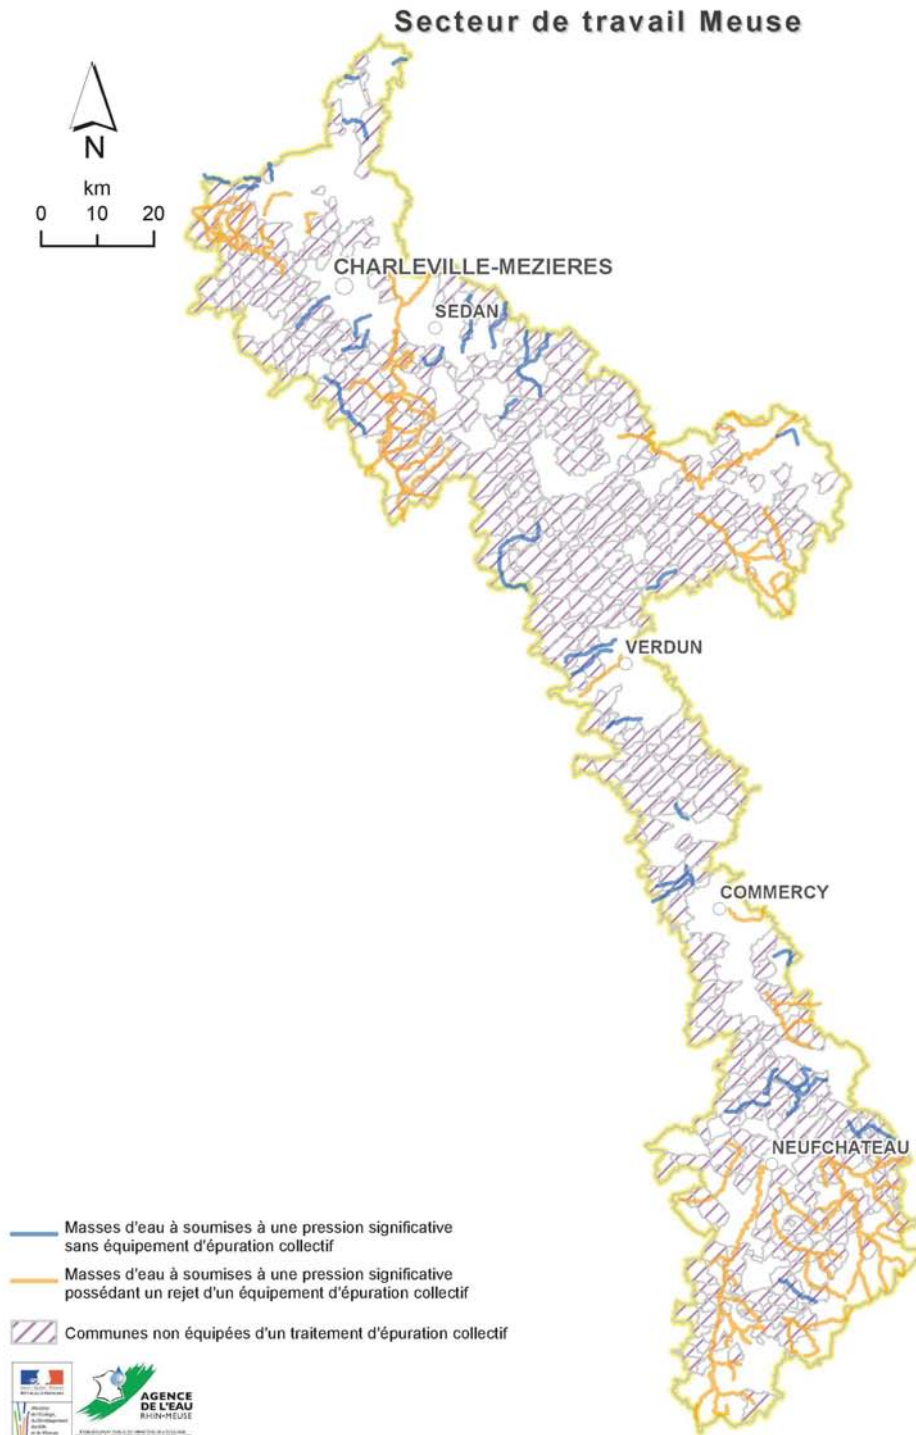 Secteur de travail Meuse
N
km
0 10 20
CHARLEVILLE-MEZIERES
SEDAN
VERDUN
COMMERCY
NEUFCHATEAU
Masses d'eau à soumises à une pression significative
sans équipement d'épuration collectif
Masses d'eau à soumises à une pression significative
possédant un rejet d'un équipement d'épuration collectif
Communes non équipées d'un traitement d'épuration collectif
AGENCE
DE L'EAU
RHIN-MEUSE